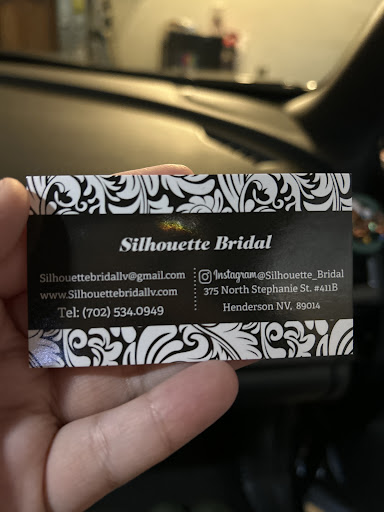 Silhouette Bridal
Silhouettebridallv@gmail.com
www.Silhouettebridallv.com
Tel: (702) 534.0949
Instagram@Silhouette_Bridal
375 North Stephanie St. #411B
Henderson NV, 89014